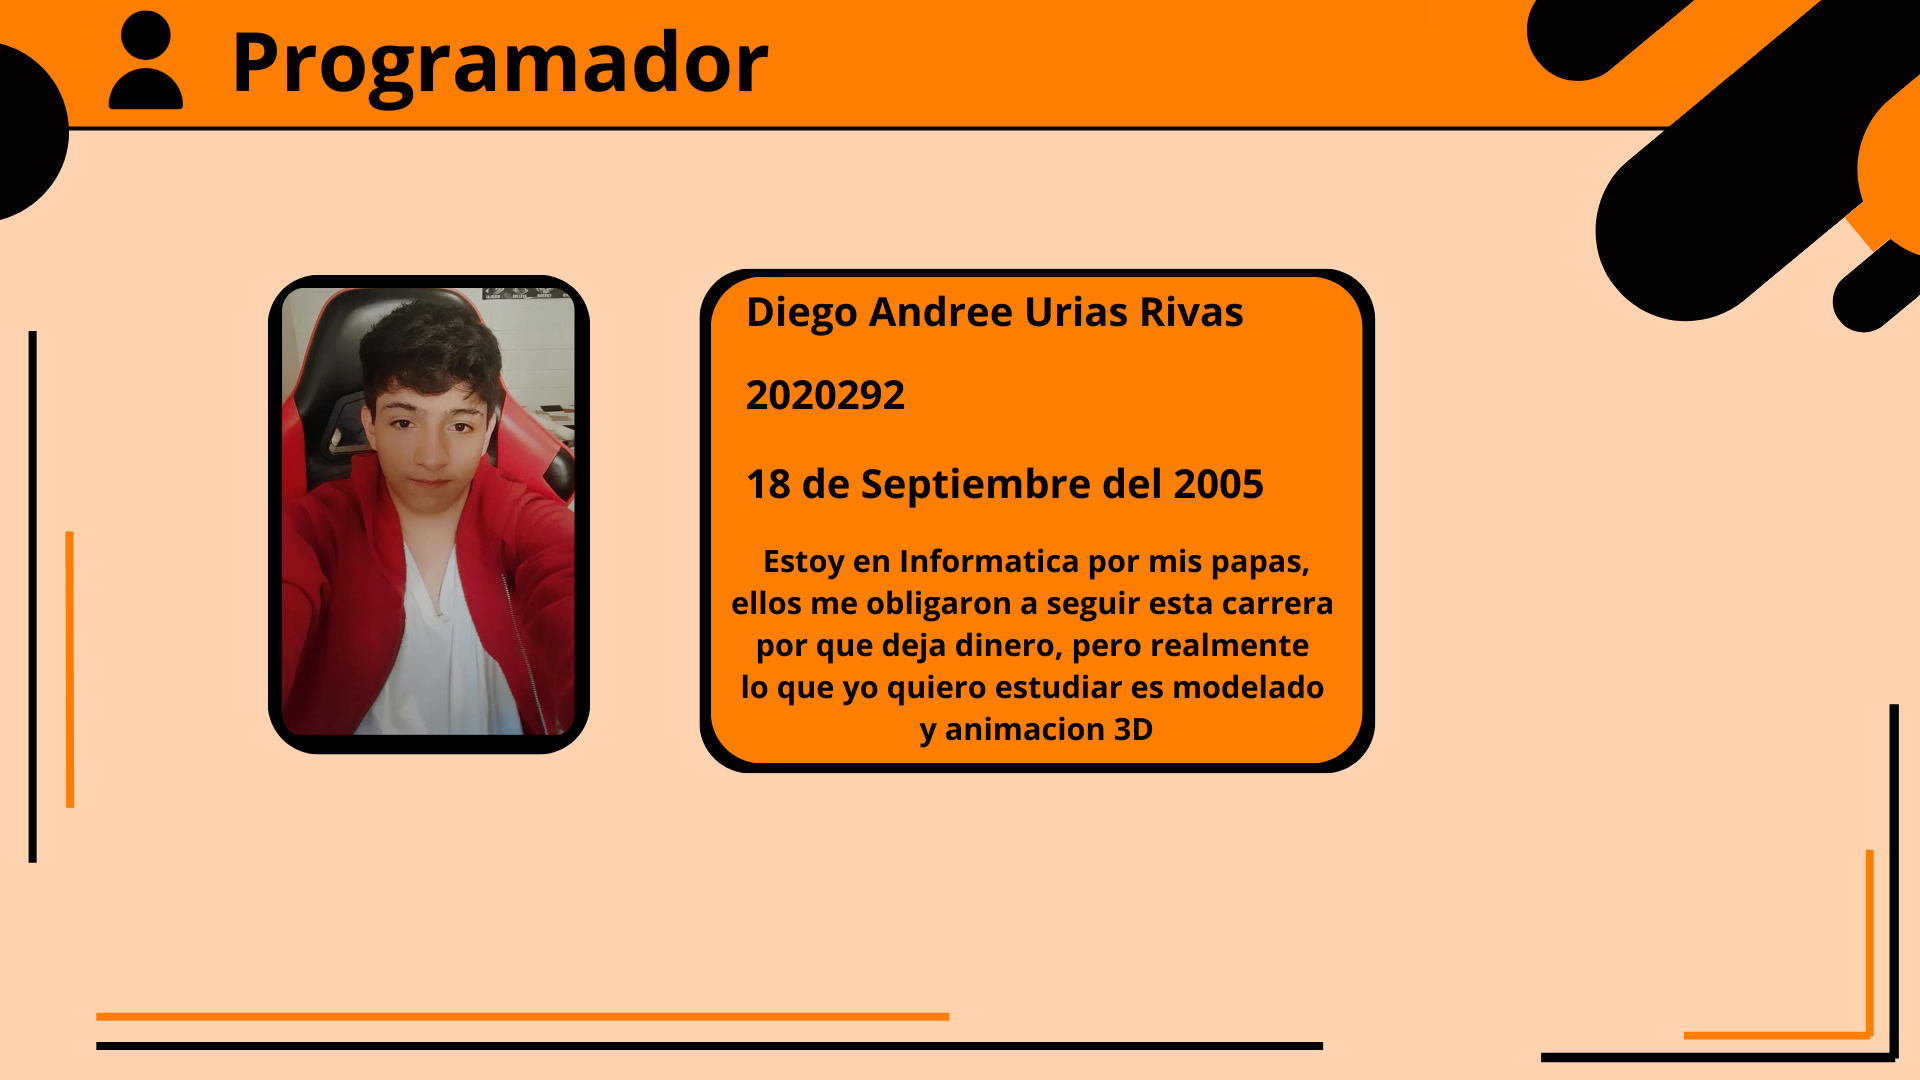 Programador
Diego Andree Urias Rivas
2020292
18 de Septiembre del 2005
Estoy en Informatica por mis papas,
ellos me obligaron a seguir esta carrera
por que deja dinero, pero realmente
lo que yo quiero estudiar es modelado
y animacion 3D